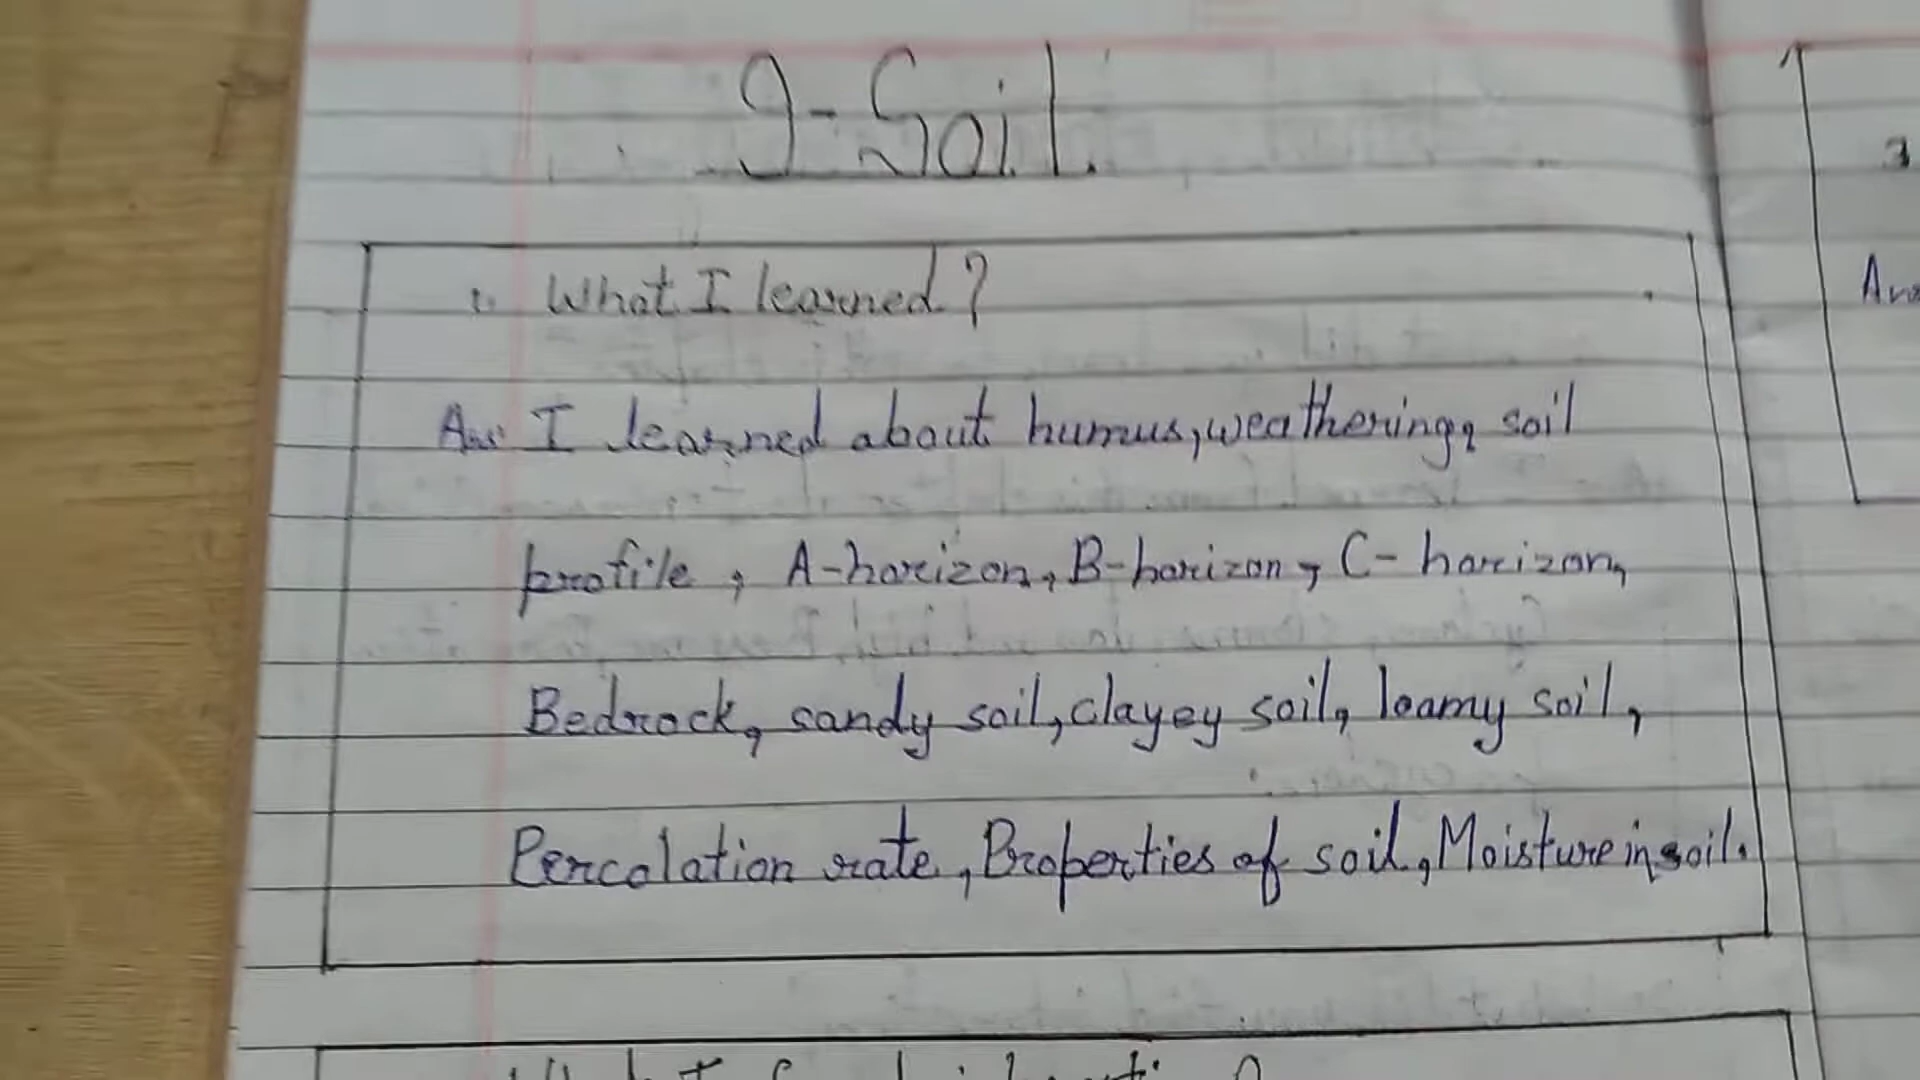 9-Soil.
1. What I learned?
Ans: I learned about humus, weathering, soil
profile, A-horizon, B-horizon, C-horizon,
Bedrock, sandy soil, clayey soil, loamy soil,
Percolation rate, Properties of soil, Moisture in soil.